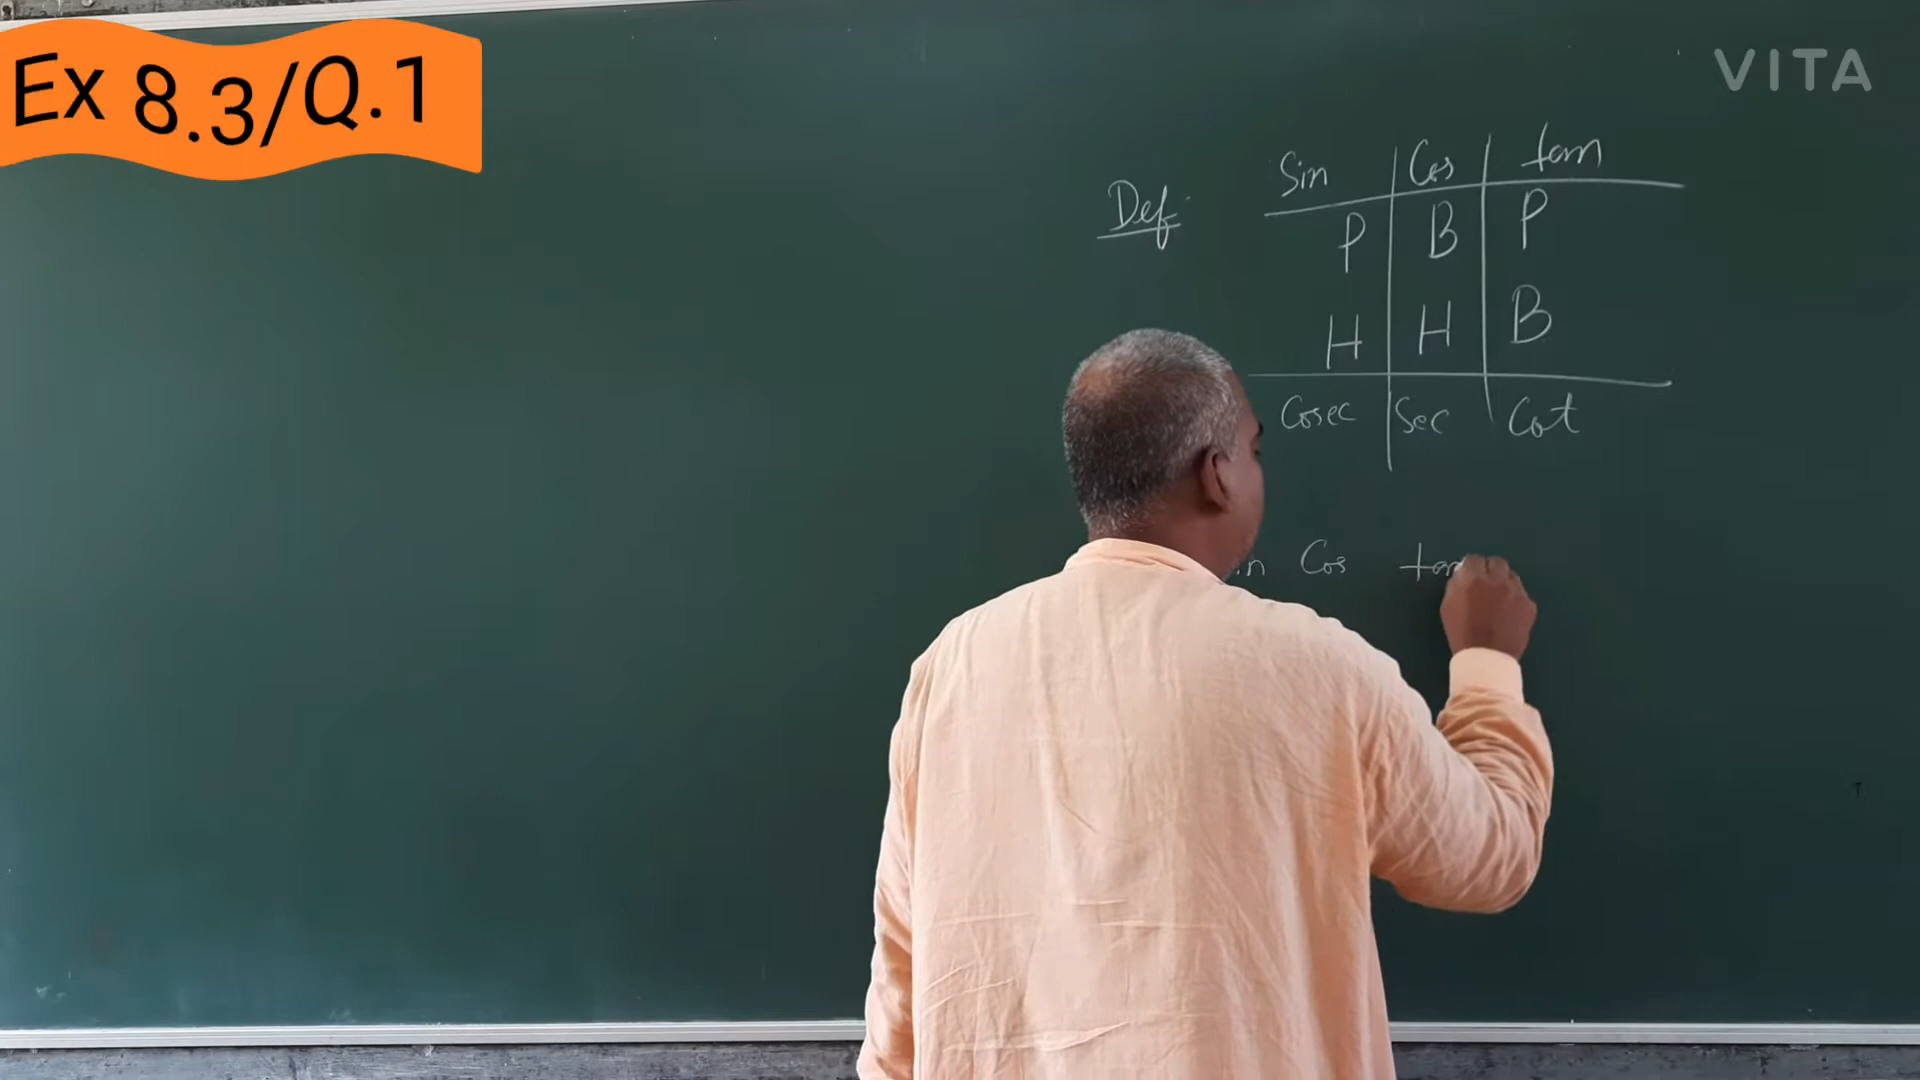 Ex 8.3/Q.1
VITA
Def. Sin Cos tan
P B P
H H B
Cosec Sec Cot
Cos